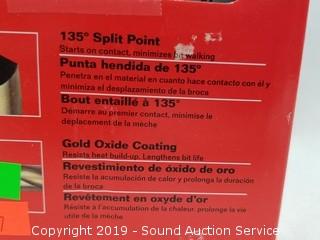 135° Split Point
Starts on contact, minimizes bit walking
Punta hendida de 135°
Penetra en el material en cuanto hace contacto con él y
minimiza el desplazamiento de la broca
Bout entaillé à 135°
Démarre au premier contact, minimise le
deplacement de la mèche
Gold Oxide Coating
Resists heat build-up. Lengthens bit life
Revestimiento de óxido de oro
Resiste la acumulación de calor y prolonga la duración
de la broca
Revêtement en oxyde d'or
Résiste à l'accumulation de la chaleur. prolonge la vie
utile de la mèche
Copyright 2019 - Sound Auction Service